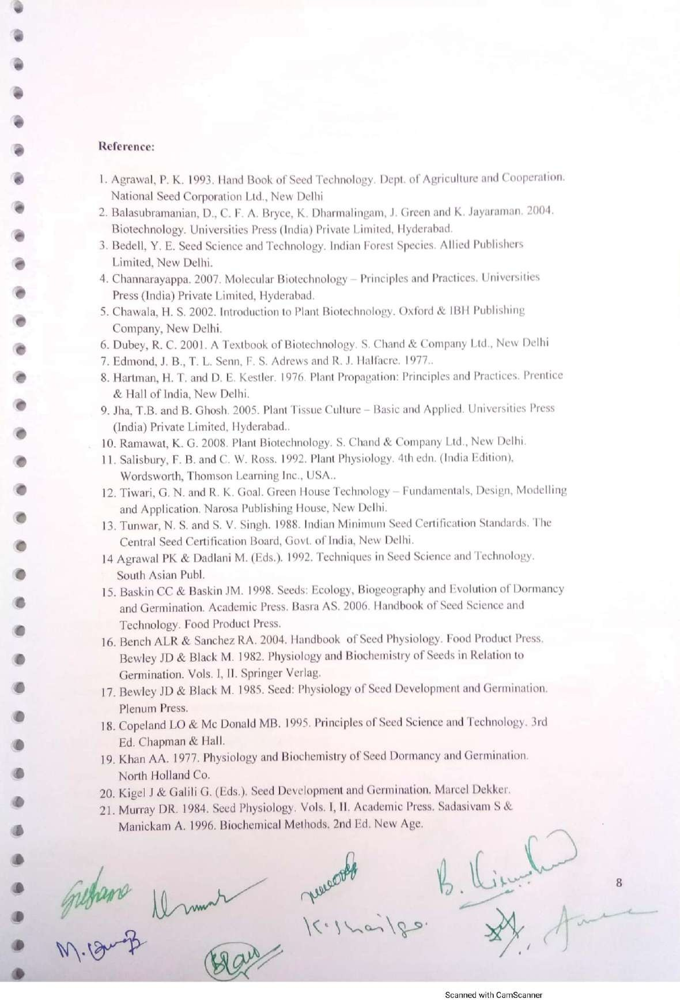 Reference:
1. Agrawal, P. K. 1993. Hand Book of Seed Technology. Dept. of Agriculture and Cooperation.
National Seed Corporation Ltd., New Delhi
2. Balasubramanian, D., C. F. A. Bryce, K. Dharmalingam, J. Green and K. Jayaraman. 2004.
Biotechnology. Universities Press (India) Private Limited, Hyderabad.
3. Bedell, Y. E. Seed Science and Technology. Indian Forest Species. Allied Publishers
Limited, New Delhi.
4. Channarayappa. 2007. Molecular Biotechnology – Principles and Practices. Universities
Press (India) Private Limited, Hyderabad.
5. Chawala, H. S. 2002. Introduction to Plant Biotechnology. Oxford & IBH Publishing
Company, New Delhi.
6. Dubey, R. C. 2001. A Textbook of Biotechnology. S. Chand & Company Ltd., New Delhi
7. Edmond, J. B., T. L. Senn, F. S. Adrews and R. J. Halfacre. 1977..
8. Hartman, H. T. and D. E. Kestler. 1976. Plant Propagation: Principles and Practices. Prentice
& Hall of India, New Delhi.
9. Jha, T.B. and B. Ghosh. 2005. Plant Tissue Culture – Basic and Applied. Universities Press
(India) Private Limited, Hyderabad..
10. Ramawat, K. G. 2008. Plant Biotechnology. S. Chand & Company Ltd., New Delhi.
11. Salisbury, F. B. and C. W. Ross. 1992. Plant Physiology. 4th edn. (India Edition),
Wordsworth, Thomson Learning Inc., USA..
12. Tiwari, G. N. and R. K. Goal. Green House Technology – Fundamentals, Design, Modelling
and Application. Narosa Publishing House, New Delhi.
13. Tunwar, N. S. and S. V. Singh. 1988. Indian Minimum Seed Certification Standards. The
Central Seed Certification Board, Govt. of India, New Delhi.
14 Agrawal PK & Dadlani M. (Eds.). 1992. Techniques in Seed Science and Technology.
South Asian Publ.
15. Baskin CC & Baskin JM. 1998. Seeds: Ecology, Biogeography and Evolution of Dormancy
and Germination. Academic Press. Basra AS. 2006. Handbook of Seed Science and
Technology. Food Product Press.
16. Bench ALR & Sanchez RA. 2004. Handbook of Seed Physiology. Food Product Press.
Bewley JD & Black M. 1982. Physiology and Biochemistry of Seeds in Relation to
Germination. Vols. I, II. Springer Verlag.
17. Bewley JD & Black M. 1985. Seed: Physiology of Seed Development and Germination.
Plenum Press.
18. Copeland LO & Mc Donald MB. 1995. Principles of Seed Science and Technology. 3rd
Ed. Chapman & Hall.
19. Khan AA. 1977. Physiology and Biochemistry of Seed Dormancy and Germination.
North Holland Co.
20. Kigel J & Galili G. (Eds.). Seed Development and Germination. Marcel Dekker.
21. Murray DR. 1984. Seed Physiology. Vols. I, II. Academic Press. Sadasivam S &
Manickam A. 1996. Biochemical Methods. 2nd Ed. New Age.
8
Scanned with CamScanner